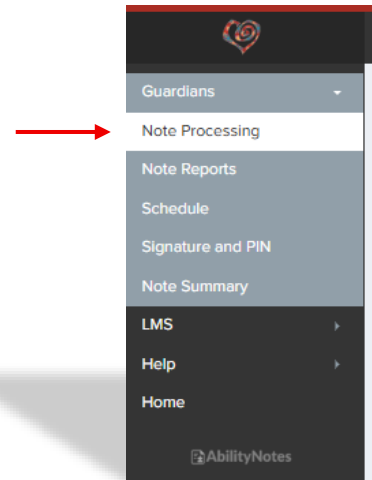 Guardians
Note Processing
Note Reports
Schedule
Signature and PIN
Note Summary
LMS
Help
Home
AbilityNotes